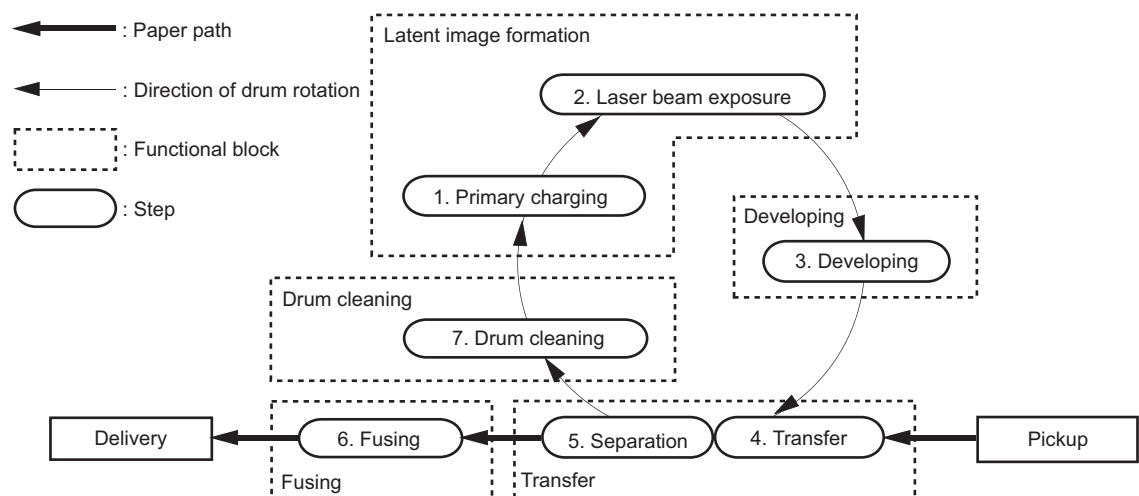 : Paper path
: Direction of drum rotation
: Functional block
: Step
Latent image formation
2. Laser beam exposure
1. Primary charging
Developing
3. Developing
Drum cleaning
7. Drum cleaning
Delivery
6. Fusing
5. Separation
4. Transfer
Pickup
Fusing
Transfer